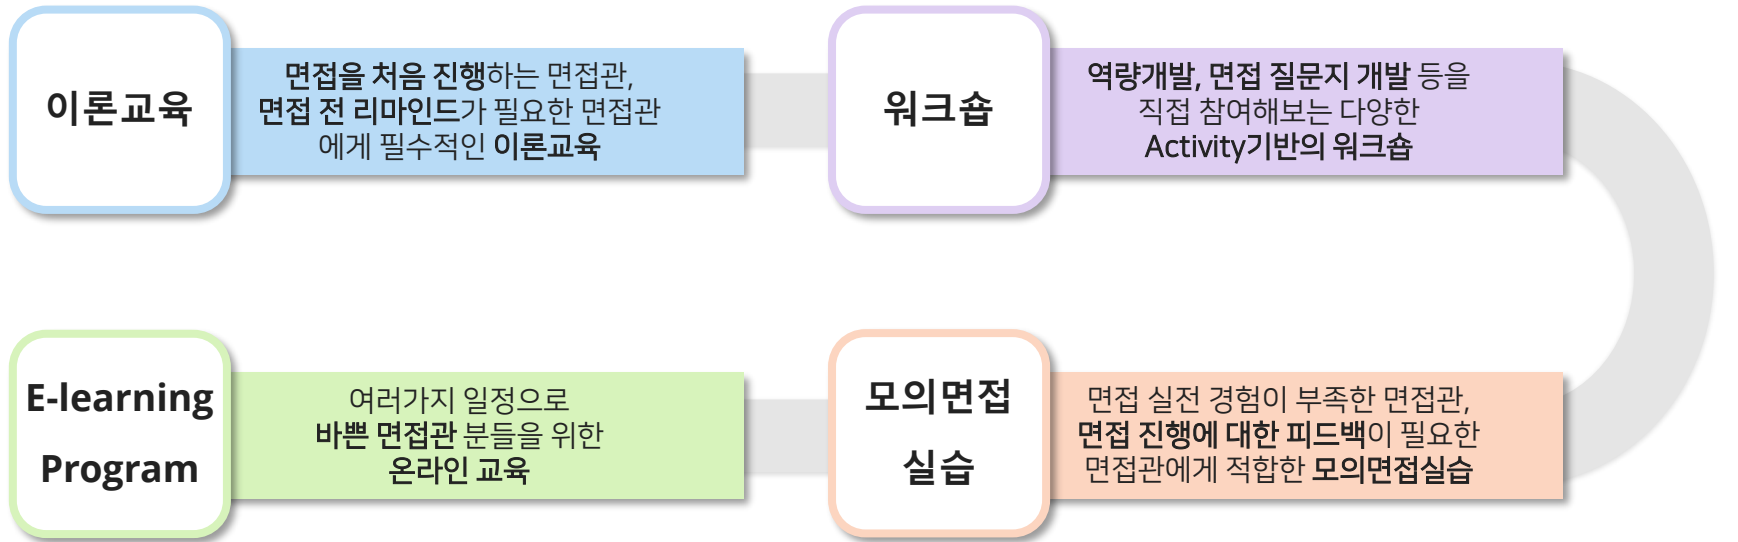 이론교육
면접을 처음 진행하는 면접관,
면접 전 리마인드가 필요한 면접관
에게 필수적인 이론교육
워크숍
역량개발, 면접 질문지 개발 등을
직접 참여해보는 다양한
Activity기반의 워크숍
모의면접
실습
면접 실전 경험이 부족한 면접관,
면접 진행에 대한 피드백이 필요한
면접관에게 적합한 모의면접실습
E-learning
Program
여러가지 일정으로
바쁜 면접관 분들을 위한
온라인 교육